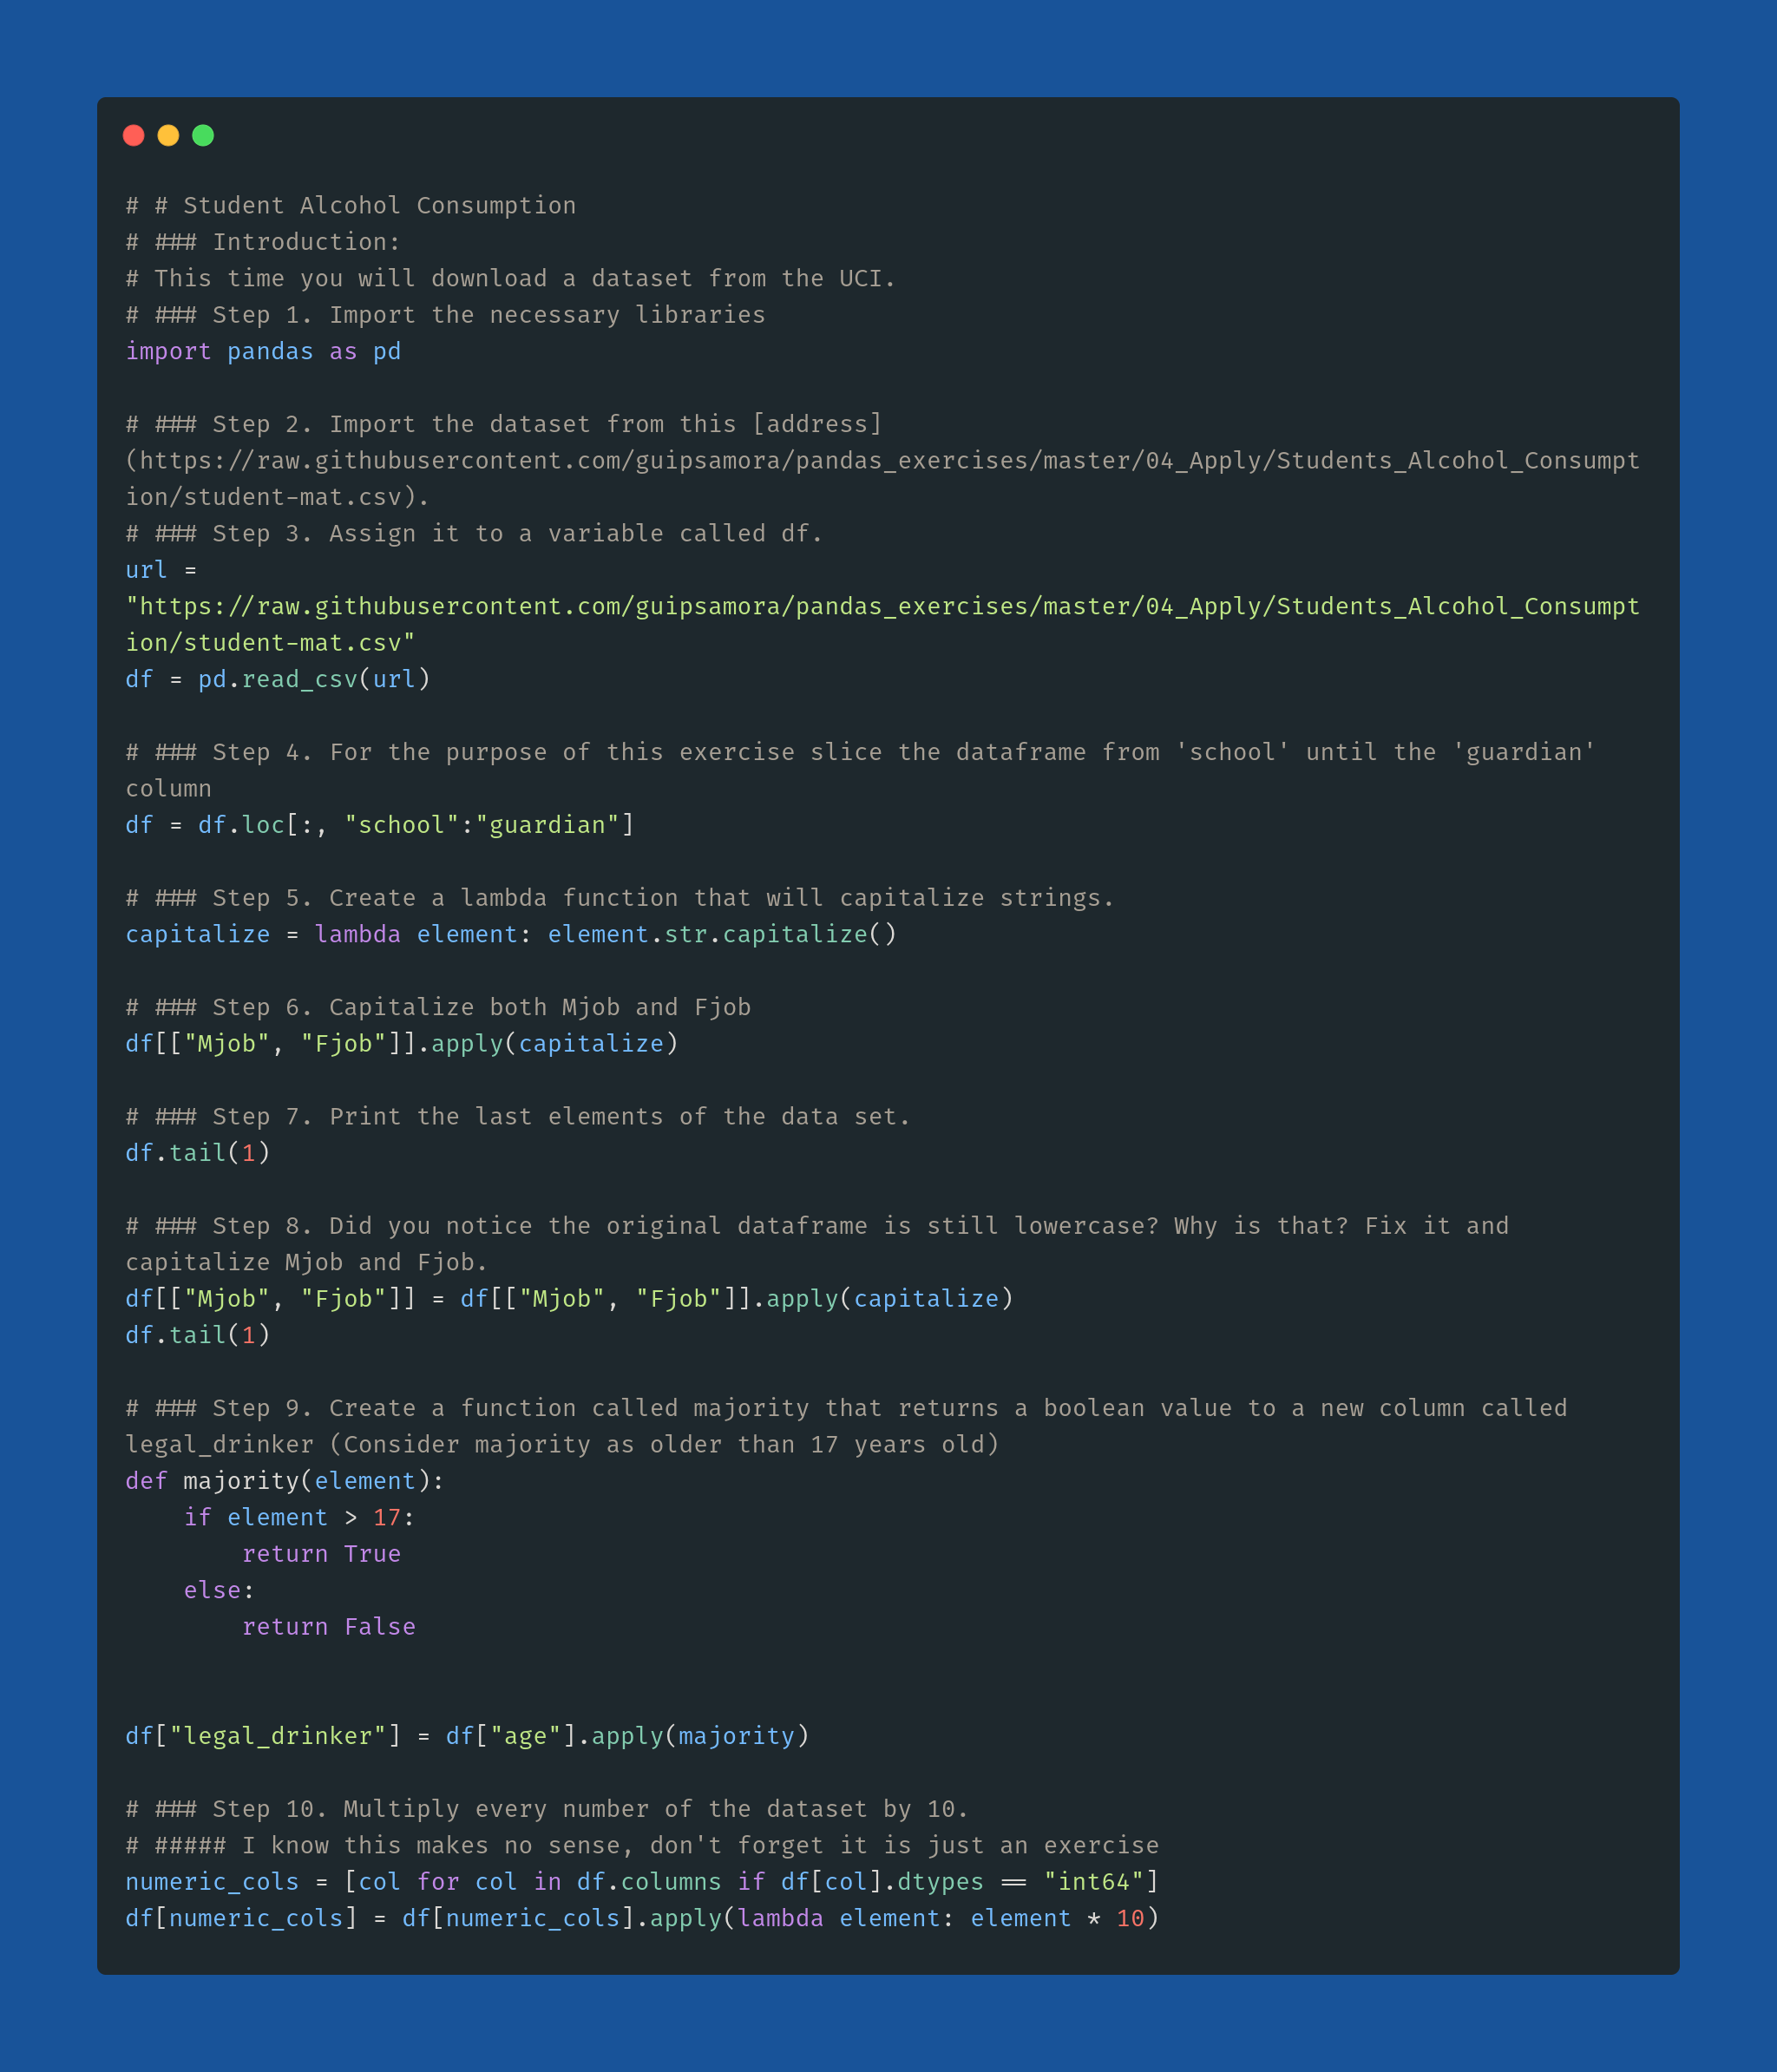 # # Student Alcohol Consumption
# ### Introduction:
# This time you will download a dataset from the UCI.
# ### Step 1. Import the necessary libraries
import pandas as pd
# ### Step 2. Import the dataset from this [address]
(https://raw.githubusercontent.com/guipsamora/pandas_exercises/master/04_Apply/Students_Alcohol_Consumpt
ion/student-mat.csv).
# ### Step 3. Assign it to a variable called df.
url =
"https://raw.githubusercontent.com/guipsamora/pandas_exercises/master/04_Apply/Students_Alcohol_Consumpt
ion/student-mat.csv"
df = pd.read_csv(url)
# ### Step 4. For the purpose of this exercise slice the dataframe from 'school' until the 'guardian'
column
df = df.loc[:, "school":"guardian"]
# ### Step 5. Create a lambda function that will capitalize strings.
capitalize = lambda element: element.str.capitalize()
# ### Step 6. Capitalize both Mjob and Fjob
df[["Mjob", "Fjob"]].apply(capitalize)
# ### Step 7. Print the last elements of the data set.
df.tail(1)
# ### Step 8. Did you notice the original dataframe is still lowercase? Why is that? Fix it and
capitalize Mjob and Fjob.
df[["Mjob", "Fjob"]] = df[["Mjob", "Fjob"]].apply(capitalize)
df.tail(1)
# ### Step 9. Create a function called majority that returns a boolean value to a new column called
legal_drinker (Consider majority as older than 17 years old)
def majority(element):
    if element > 17:
        return True
    else:
        return False
df["legal_drinker"] = df["age"].apply(majority)
# ### Step 10. Multiply every number of the dataset by 10.
# ##### I know this makes no sense, don't forget it is just an exercise
numeric_cols = [col for col in df.columns if df[col].dtypes == "int64"]
df[numeric_cols] = df[numeric_cols].apply(lambda element: element * 10)